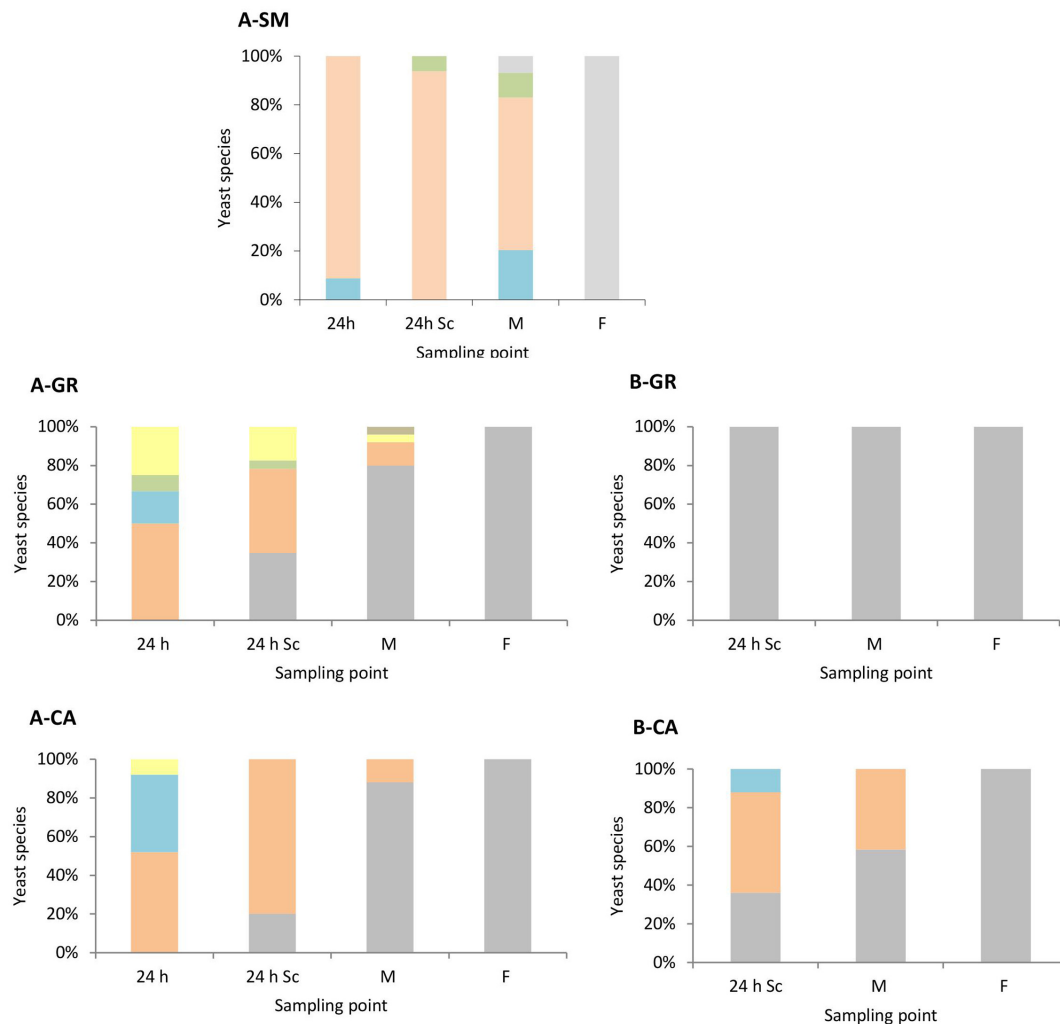 A-SM
Yeast species
100%
80%
60%
40%
20%
0%
24h 24h Sc M F
Sampling point
A-GR
Yeast species
100%
80%
60%
40%
20%
0%
24 h 24 h Sc M F
Sampling point
B-GR
Yeast species
100%
80%
60%
40%
20%
0%
24 h Sc M F
Sampling point
A-CA
Yeast species
100%
80%
60%
40%
20%
0%
24 h 24 h Sc M F
Sampling point
B-CA
Yeast species
100%
80%
60%
40%
20%
0%
24 h Sc M F
Sampling point